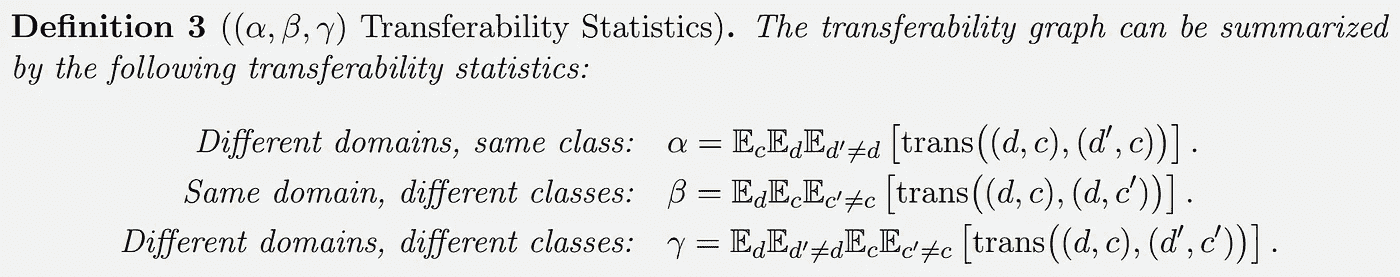 Definition 3 ((α, β, γ) Transferability Statistics). The transferability graph can be summarized
by the following transferability statistics:
Different domains, same class: α = 𝔼_c𝔼_d𝔼_{d′≠d} [trans((d, c), (d′, c))] .
Same domain, different classes: β = 𝔼_d𝔼_c𝔼_{c′≠c} [trans((d, c), (d, c′))] .
Different domains, different classes: γ = 𝔼_d𝔼_{d′≠d}𝔼_c𝔼_{c′≠c} [trans((d, c), (d′, c′))] .